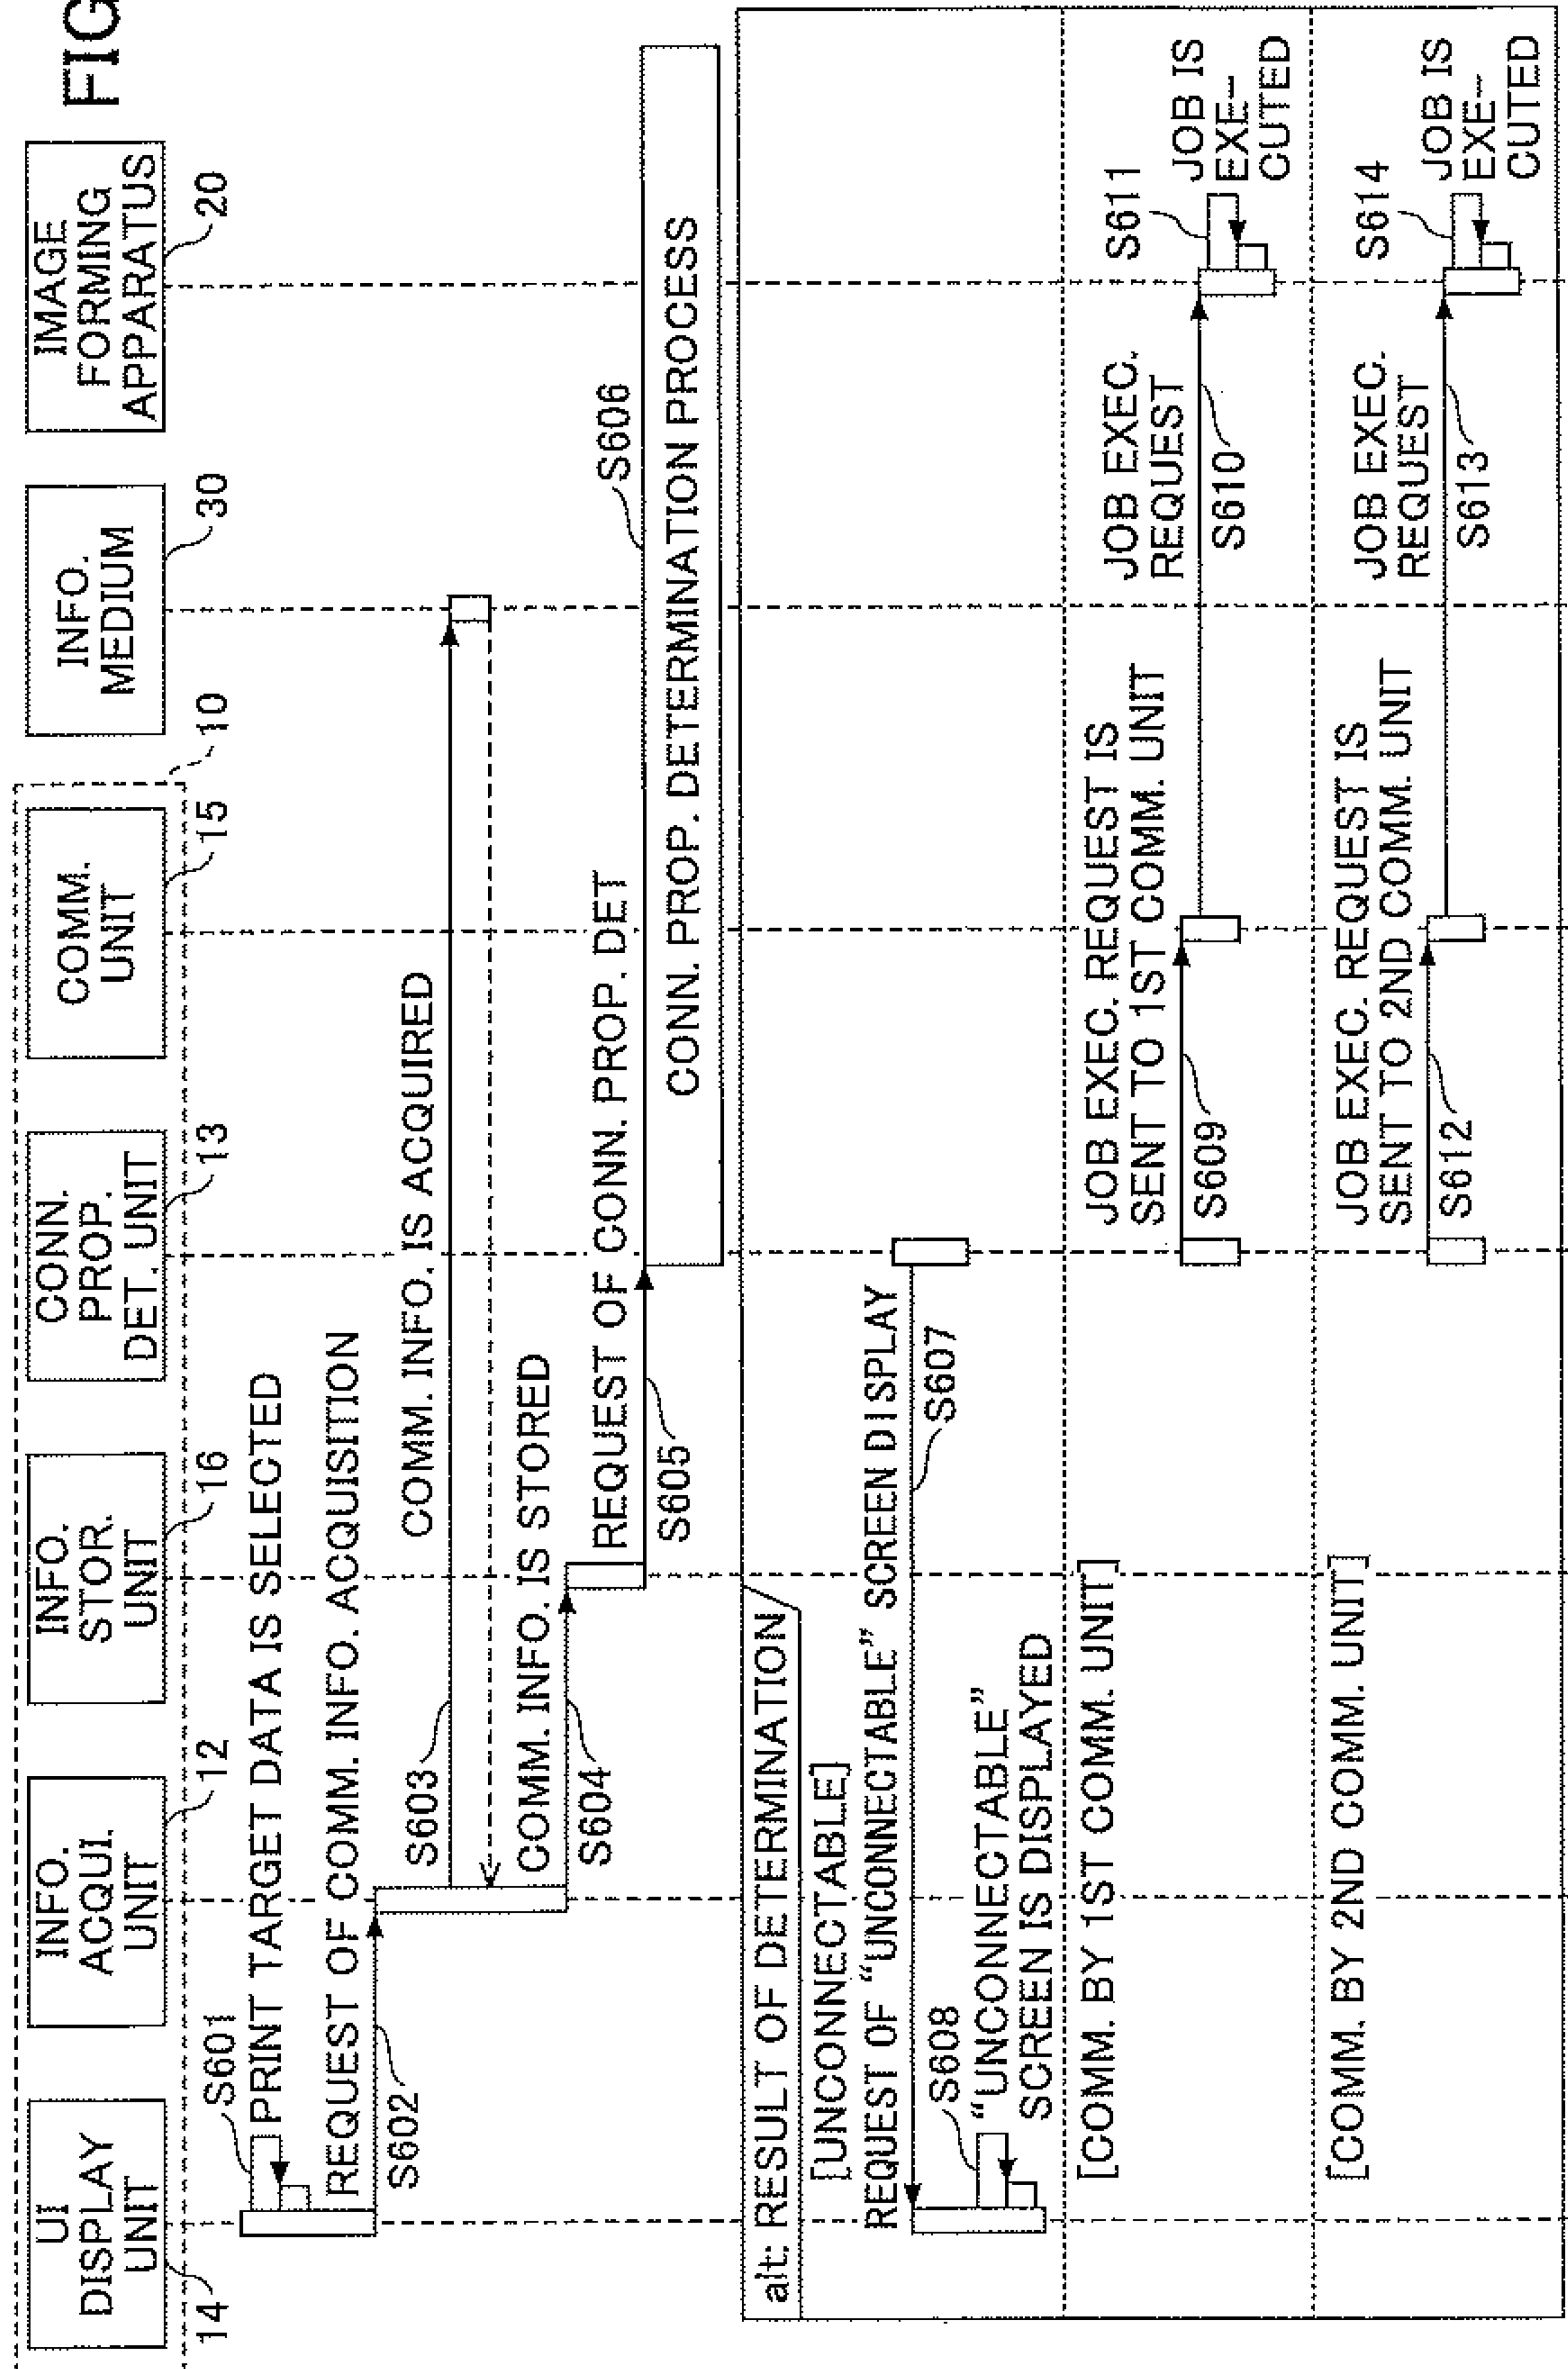 FIG
UI
DISPLAY
UNIT
14
INFO.
ACQUI.
UNIT
12
INFO.
STOR.
UNIT
16
CONN.
PROP.
DET. UNIT
13
COMM.
UNIT
15
10
INFO.
MEDIUM
30
IMAGE
FORMING
APPARATUS
20
S601
PRINT TARGET DATA IS SELECTED
REQUEST OF COMM. INFO. ACQUISITION
S602
COMM. INFO. IS ACQUIRED
S603
COMM. INFO. IS STORED
S604
REQUEST OF CONN. PROP. DET
S605
S606
CONN. PROP. DETERMINATION PROCESS
alt: RESULT OF DETERMINATION
[UNCONNECTABLE]
REQUEST OF “UNCONNECTABLE” SCREEN DISPLAY
S607
S608
“UNCONNECTABLE”
SCREEN IS DISPLAYED
[COMM. BY 1ST COMM. UNIT]
JOB EXEC. REQUEST IS
SENT TO 1ST COMM. UNIT
S609
JOB EXEC.
REQUEST
S610
S611
JOB IS
EXE-
CUTED
[COMM. BY 2ND COMM. UNIT]
JOB EXEC. REQUEST IS
SENT TO 2ND COMM. UNIT
S612
JOB EXEC.
REQUEST
S613
S614
JOB IS
EXE-
CUTED